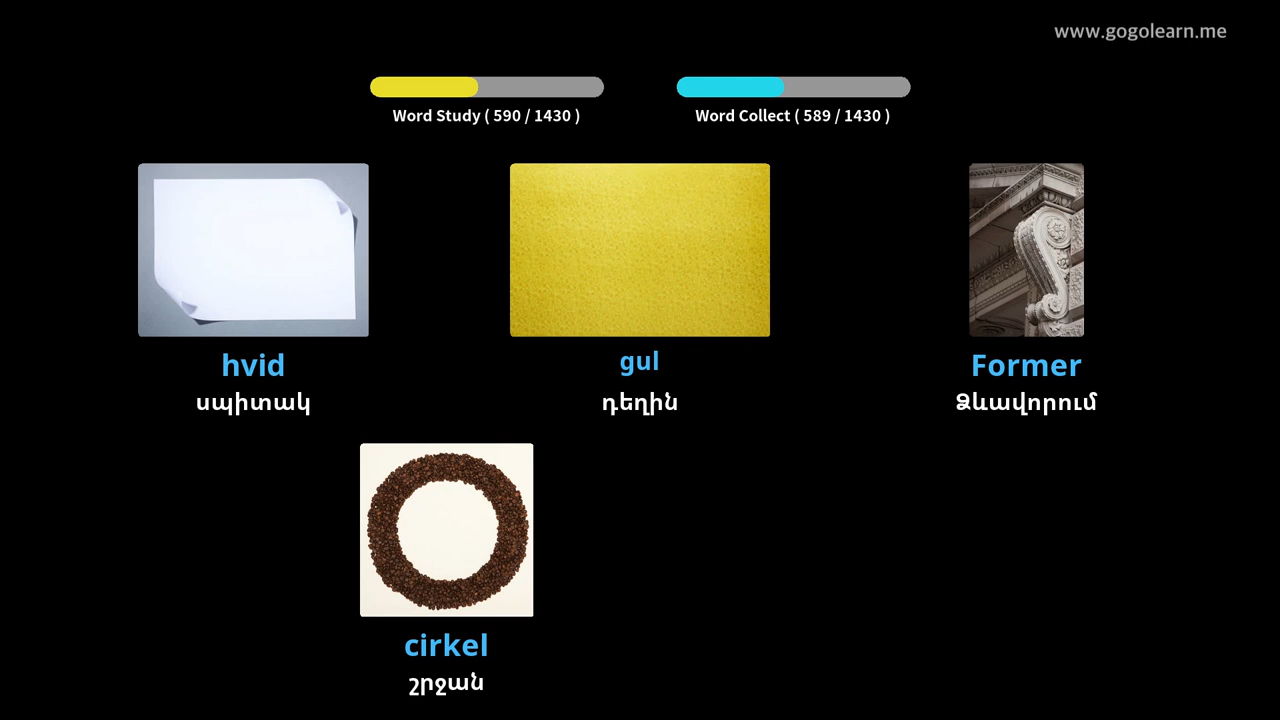 www.gogolearn.me
Word Study ( 590 / 1430 )
Word Collect ( 589 / 1430 )
hvid
սպիտակ
gul
դեղին
Former
Ձևավորում
cirkel
շրջան